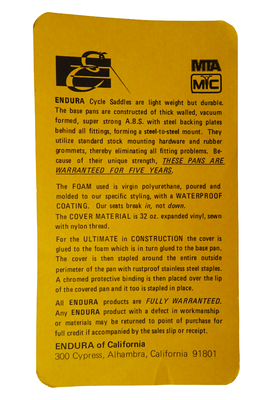 MTA
MIC
ENDURA Cycle Saddles are light weight but durable.
The base pans are constructed of thick walled, vacuum
formed, super strong A.B.S. with steel backing plates
behind all fittings, forming a steel-to-steel mount. They
utilize standard stock mounting hardware and rubber
grommets, thereby eliminating all fitting problems. Be-
cause of their unique strength, THESE PANS ARE
WARRANTED FOR FIVE YEARS.
The FOAM used is virgin polyurethane, poured and
molded to our specific styling, with a WATERPROOF
COATING. Our seats break in, not down.
The COVER MATERIAL is 32 oz. expanded vinyl, sewn
with nylon thread.
For the ULTIMATE in CONSTRUCTION the cover is
glued to the foam which is in turn glued to the base pan.
The cover is then stapled around the entire outside
perimeter of the pan with rustproof stainless steel staples.
A chromed protective binding is then placed over the lip
of the covered pan and it too is stapled in place.
All ENDURA products are FULLY WARRANTED.
Any ENDURA product with a defect in workmanship
or materials may be returned to point of purchase for
full credit if accompanied by the sales slip or receipt.
ENDURA of California
300 Cypress, Alhambra, California 91801